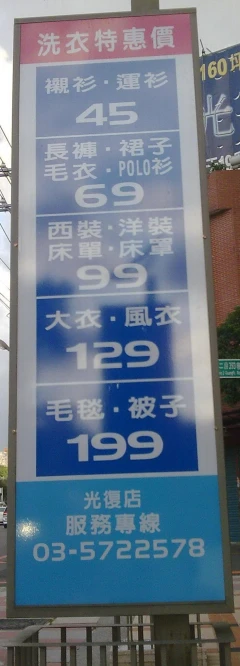 洗衣特惠價
襯衫·運衫
45
長褲·裙子
毛衣·POLO衫
69
西裝·洋裝
床單·床罩
99
大衣·風衣
129
毛毯·被子
199
光復店
服務專線
03-5722578
160坪
光